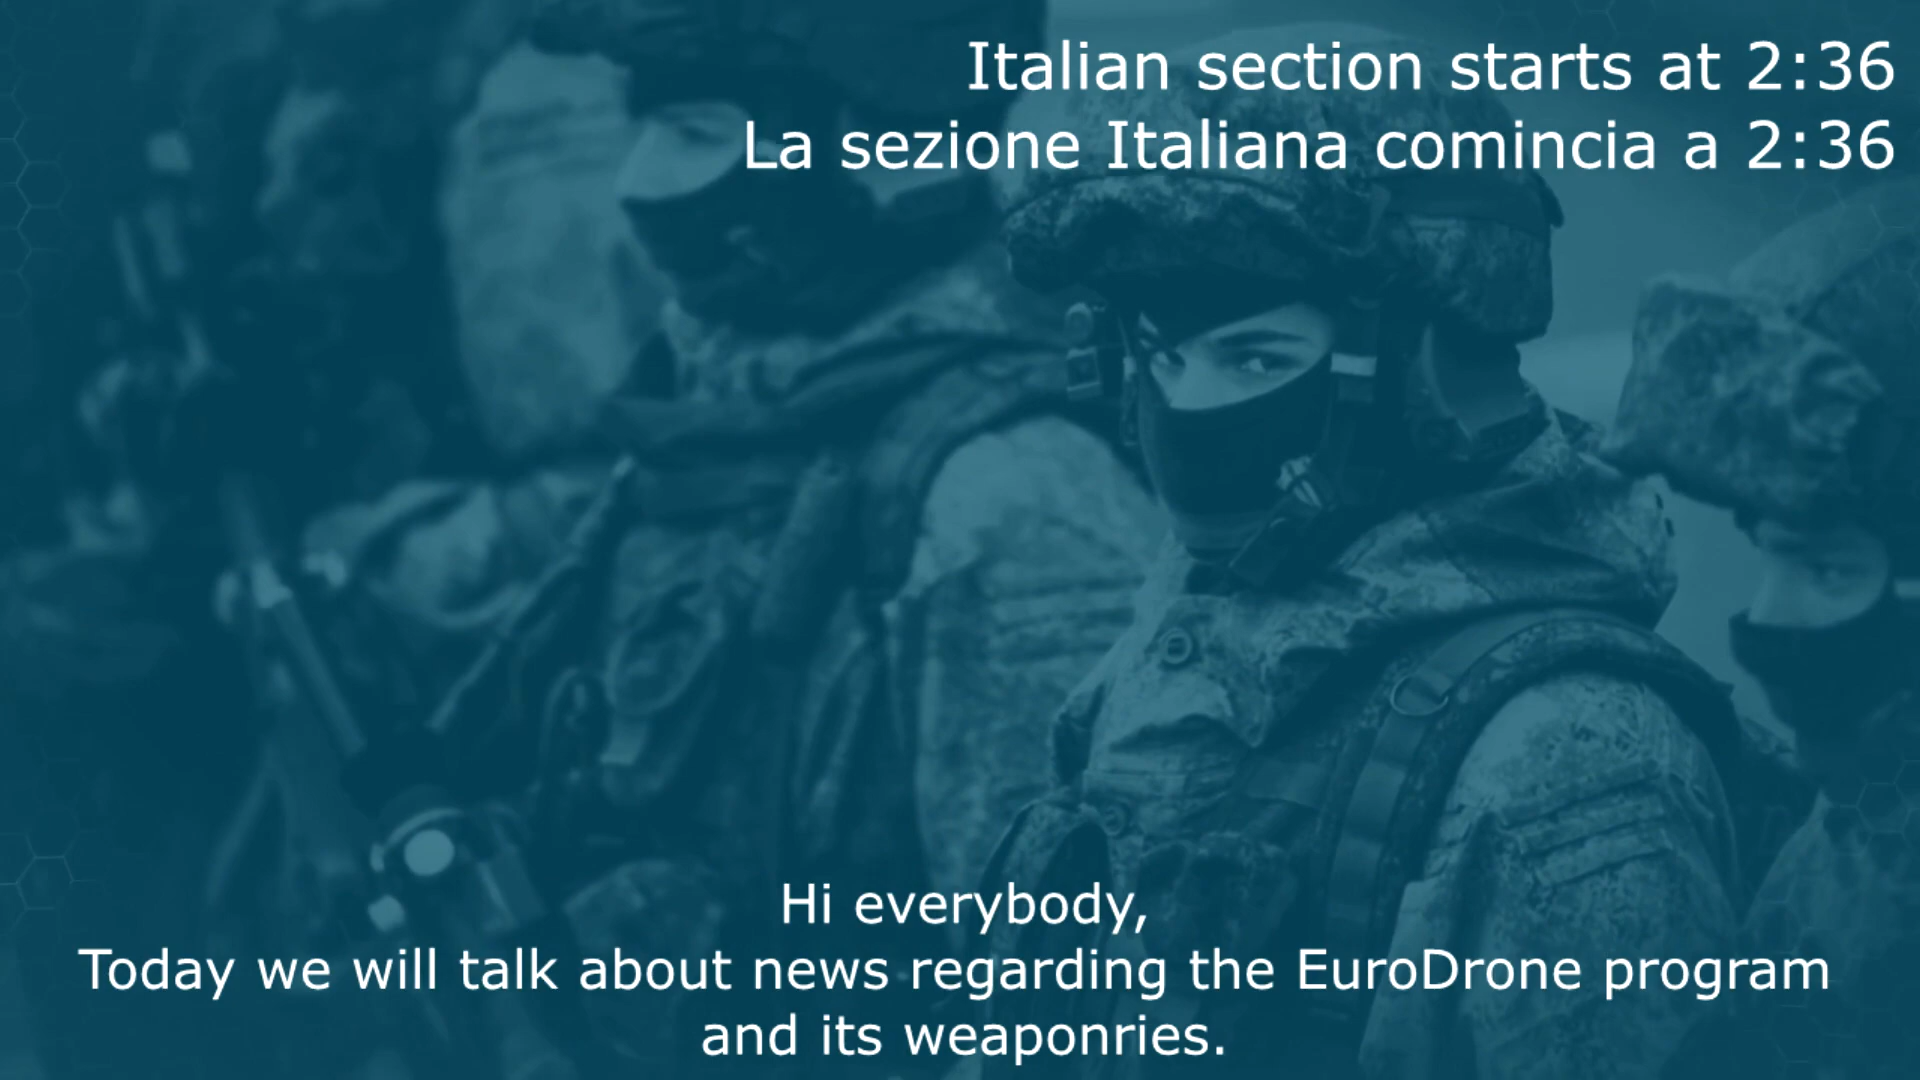 Italian section starts at 2:36
La sezione Italiana comincia a 2:36
Hi everybody,
Today we will talk about news regarding the EuroDrone program
and its weaponries.